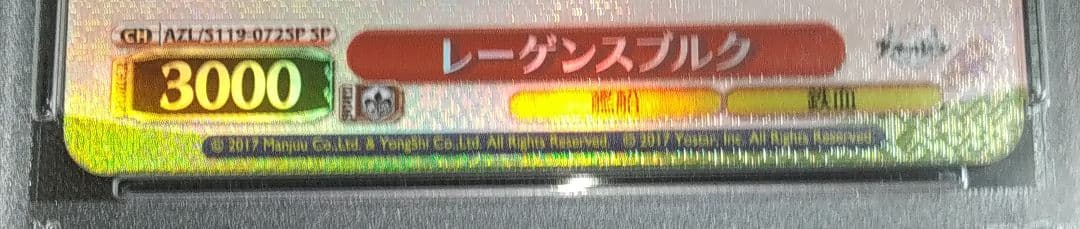 CH AZL/S119-072SP SP
レーゲンスブルク
3000
艦船 鉄血
© 2017 Manjuu Co.,Ltd. & YongShi Co.,Ltd. All Rights Reserved. © 2017 Yostar, Inc. All Rights Reserved.